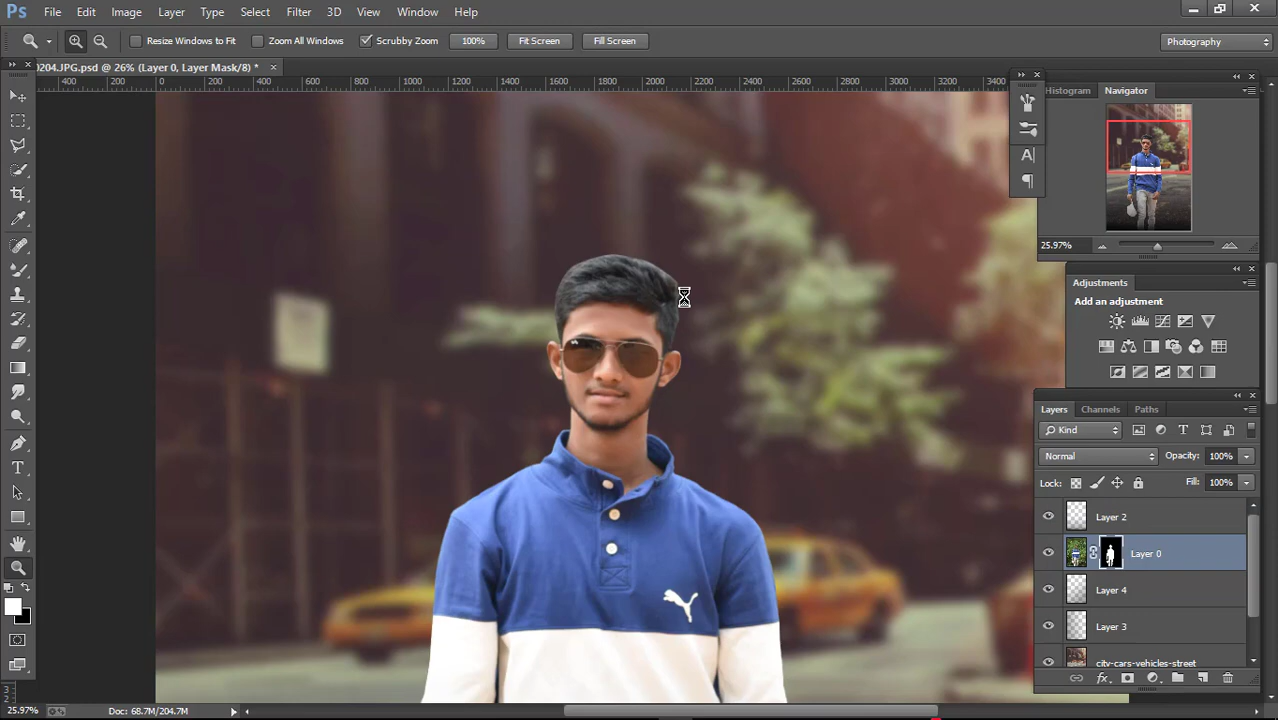 Ps File Edit Image Layer Type Select Filter 3D View Window Help
Resize Windows to Fit Zoom All Windows Scrubby Zoom 100% Fit Screen Fill Screen Photography
0204.JPG.psd @ 26% (Layer 0, Layer Mask/8) *
400 200 0 200 400 600 800 1000 1200 1400 1600 1800 2000 2200 2400 2600 2800 3000 3200 3400
Histogram Navigator
25.97%
Adjustments
Add an adjustment
Layers Channels Paths
Kind
Normal Opacity: 100%
Lock: Fill: 100%
Layer 2
Layer 0
Layer 4
Layer 3
city-cars-vehicles-street
25.97% Doc: 68.7M/204.7M